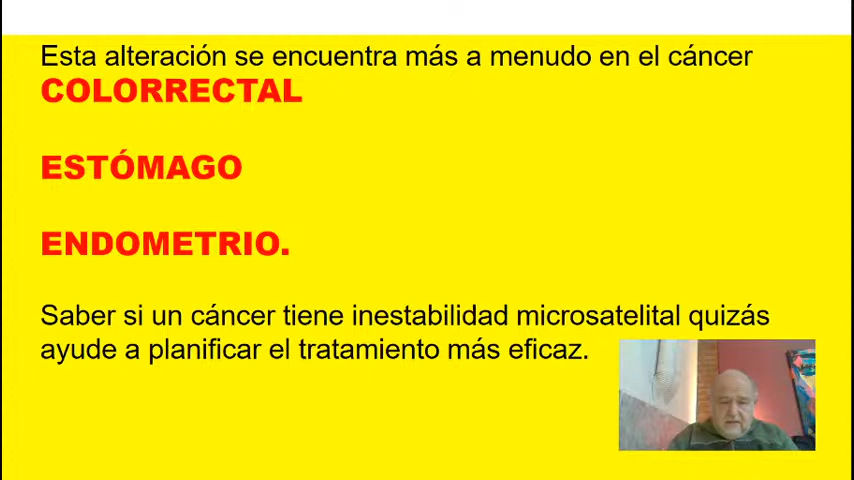 Esta alteración se encuentra más a menudo en el cáncer
COLORRECTAL
ESTÓMAGO
ENDOMETRIO.
Saber si un cáncer tiene inestabilidad microsatelital quizás
ayude a planificar el tratamiento más eficaz.